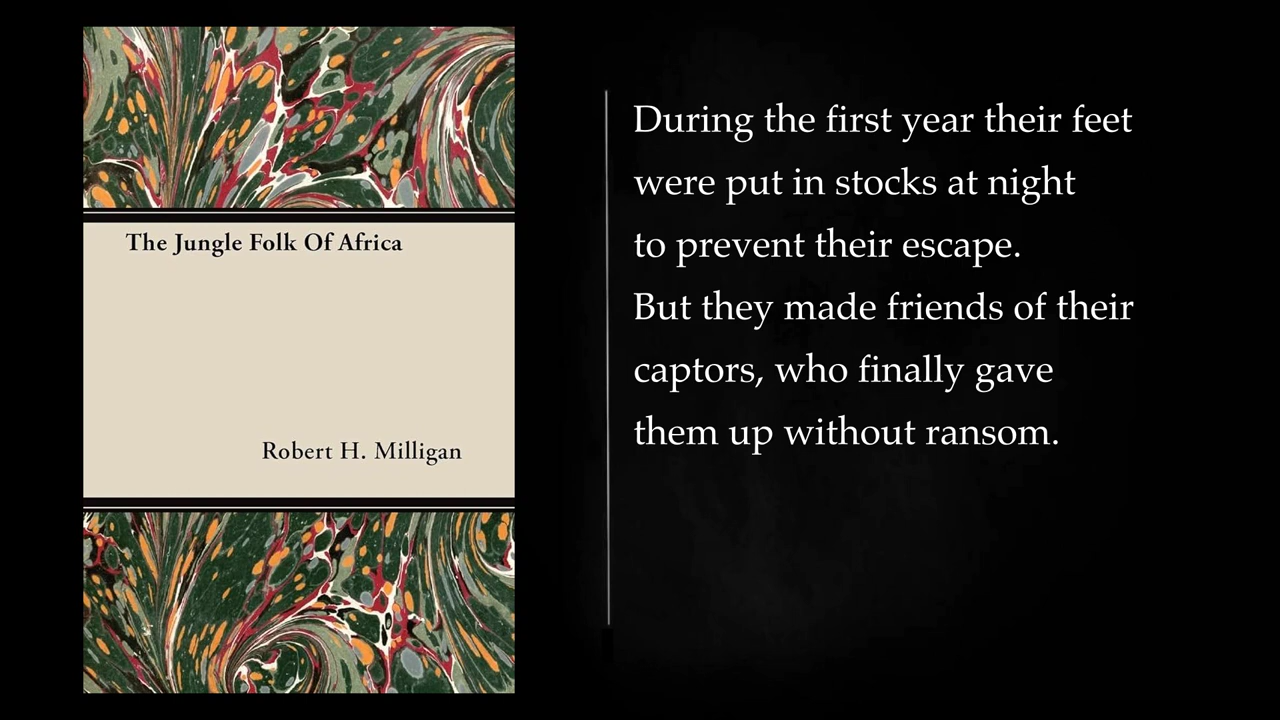 The Jungle Folk Of Africa
Robert H. Milligan
During the first year their feet
were put in stocks at night
to prevent their escape.
But they made friends of their
captors, who finally gave
them up without ransom.